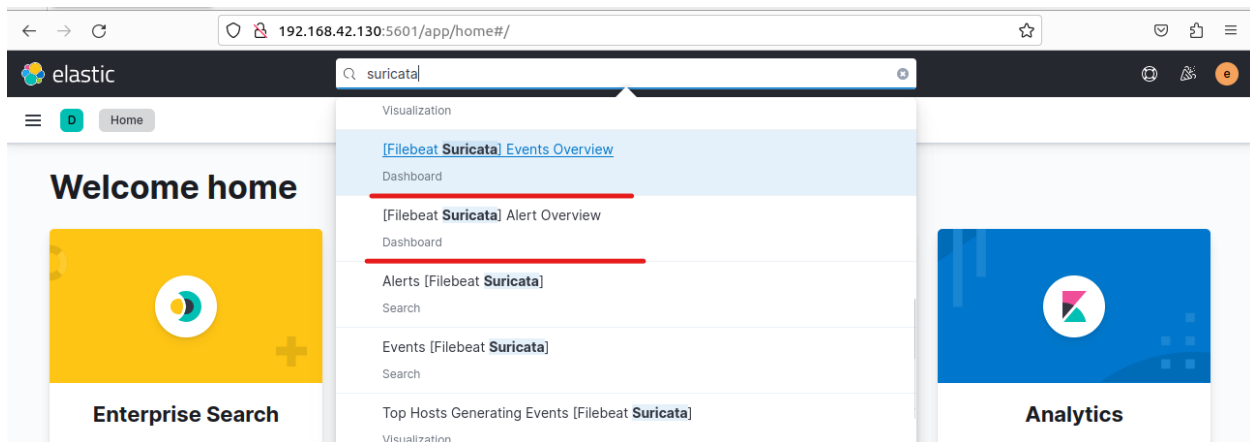 192.168.42.130:5601/app/home#/
elastic
suricata
e
D
Home
Visualization
[Filebeat Suricata] Events Overview
Dashboard
[Filebeat Suricata] Alert Overview
Dashboard
Alerts [Filebeat Suricata]
Search
Events [Filebeat Suricata]
Search
Top Hosts Generating Events [Filebeat Suricata]
Visualization
Welcome home
Enterprise Search
Analytics